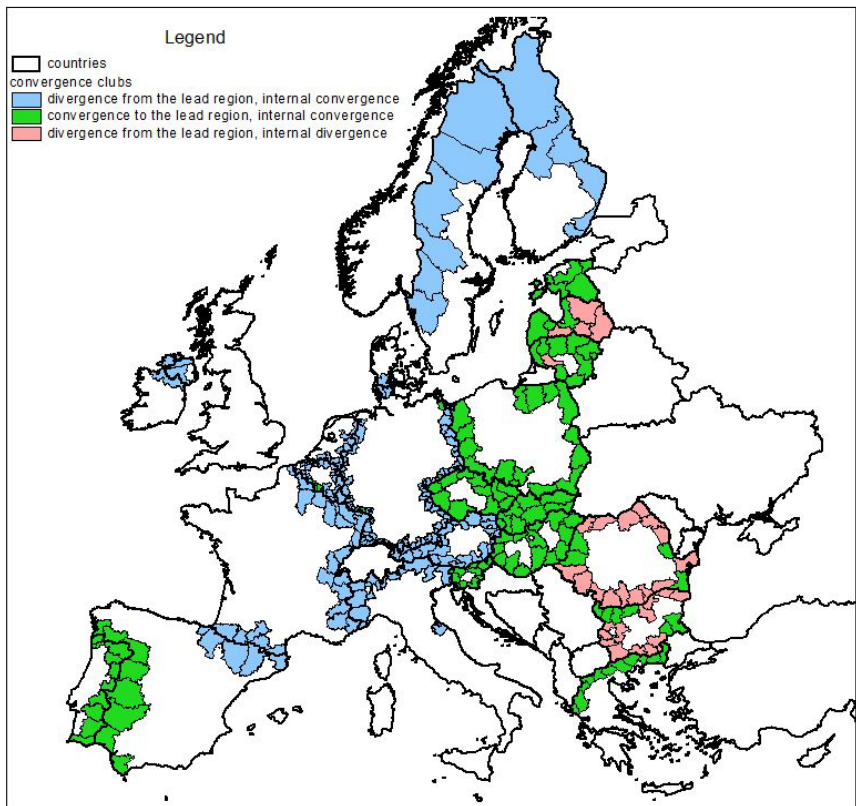 Legend
countries
convergence clubs
divergence from the lead region, internal convergence
convergence to the lead region, internal convergence
divergence from the lead region, internal divergence